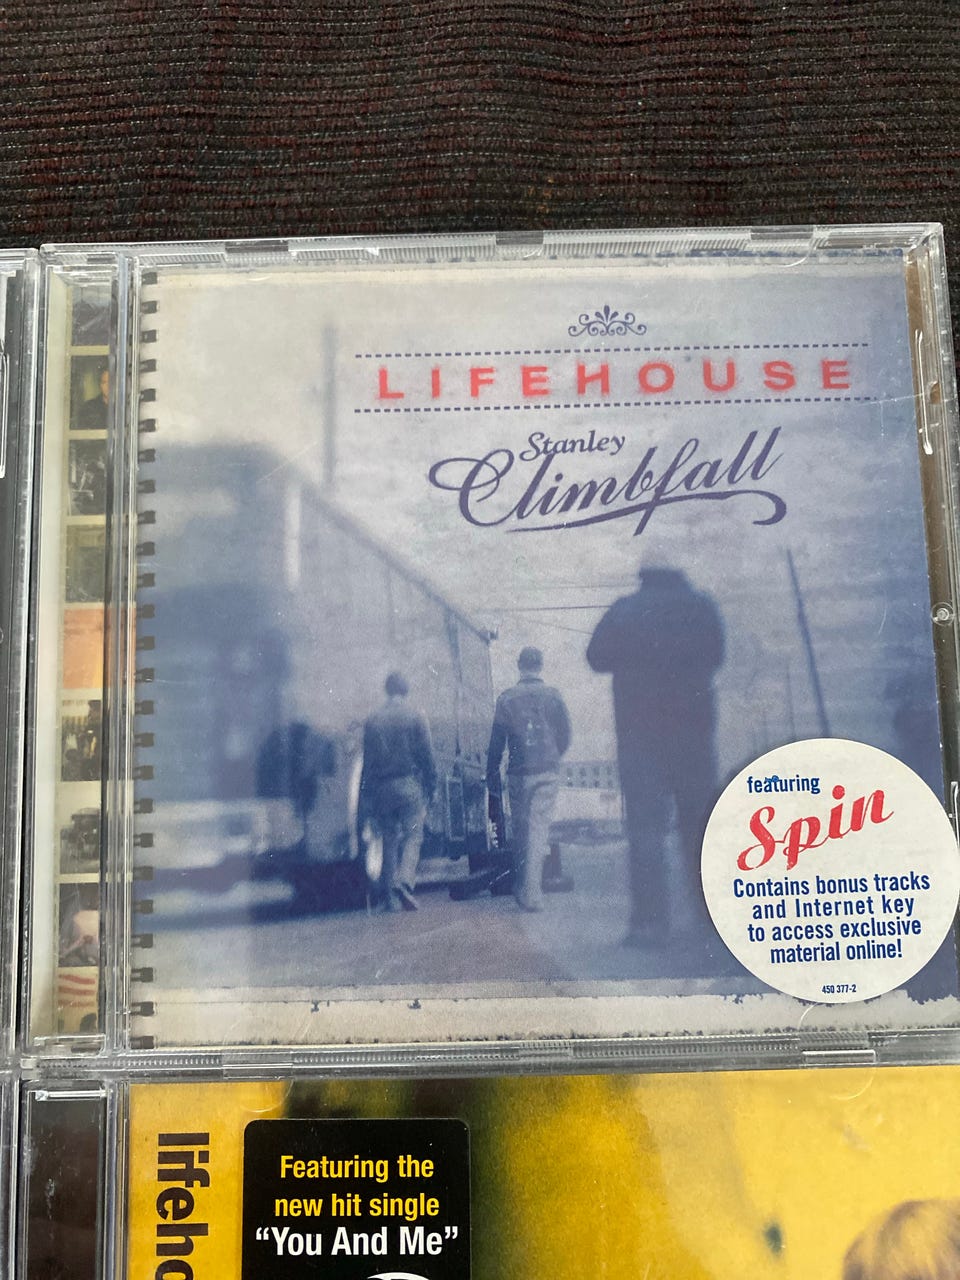 LIFEHOUSE
Stanley
Climbfall
featuring
Spin
Contains bonus tracks
and Internet key
to access exclusive
material online!
450 377-2
Featuring the
new hit single
"You And Me"
lifeho